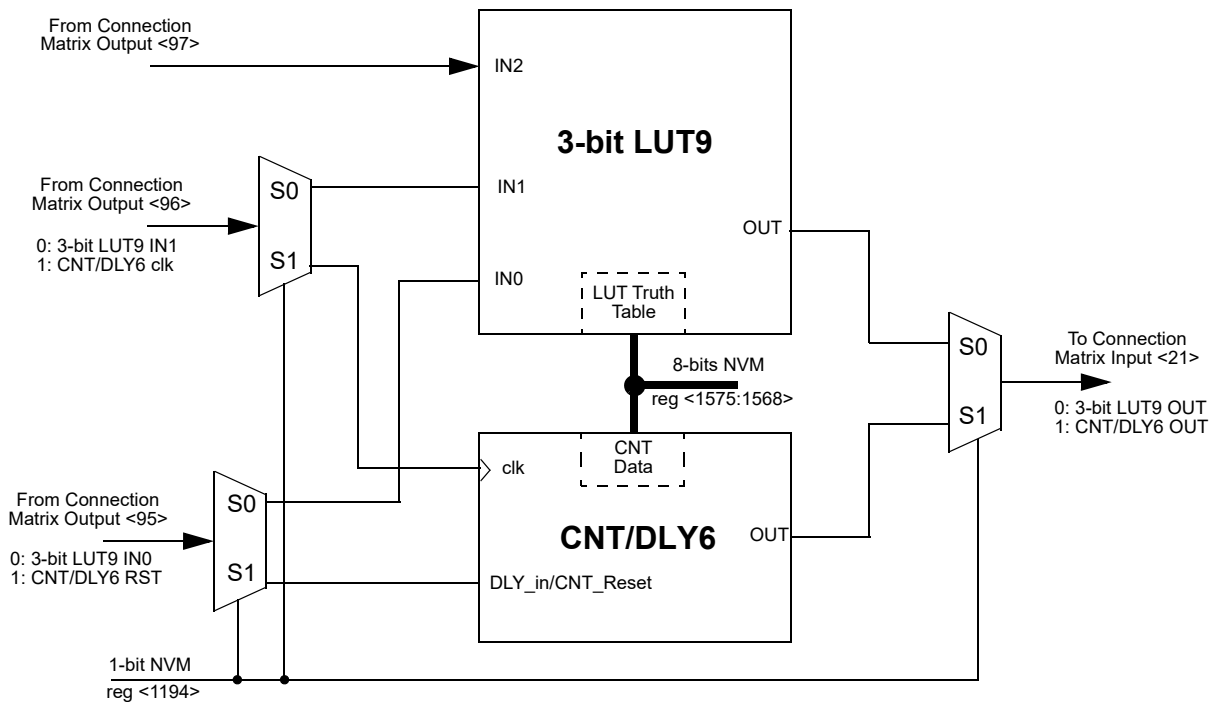 From Connection
Matrix Output <97>
IN2
3-bit LUT9
From Connection
Matrix Output <96>
0: 3-bit LUT9 IN1
1: CNT/DLY6 clk
S0
S1
IN1
OUT
IN0
LUT Truth
Table
8-bits NVM
reg <1575:1568>
S0
S1
To Connection
Matrix Input <21>
0: 3-bit LUT9 OUT
1: CNT/DLY6 OUT
CNT
Data
clk
From Connection
Matrix Output <95>
0: 3-bit LUT9 IN0
1: CNT/DLY6 RST
S0
S1
CNT/DLY6
OUT
DLY_in/CNT_Reset
1-bit NVM
reg <1194>